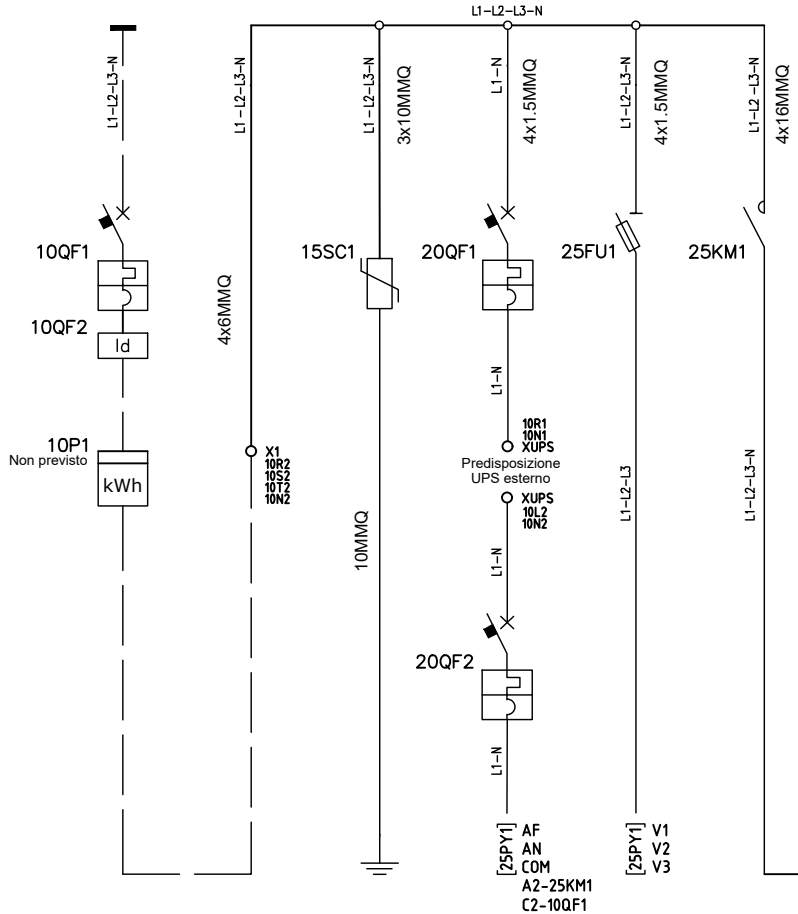 L1-L2-L3-N
L1-L2-L3-N
L1-L2-L3-N
L1-L2-L3-N
3x10MMQ
L1-N
4x1.5MMQ
L1-L2-L3-N
4x1.5MMQ
L1-L2-L3-N
4x16MMQ
10QF1
15SC1
20QF1
25FU1
25KM1
4x6MMQ
10QF2
Id
L1-N
10P1
Non previsto
kWh
X1
10R2
10S2
10T2
10N2
10R1
10N1
XUPS
Predisposizione
UPS esterno
XUPS
10L2
10N2
L1-L2-L3
L1-L2-L3-N
10MMQ
L1-N
20QF2
L1-N
[25PY1]
AF
AN
COM
A2-25KM1
C2-10QF1
[25PY1]
V1
V2
V3